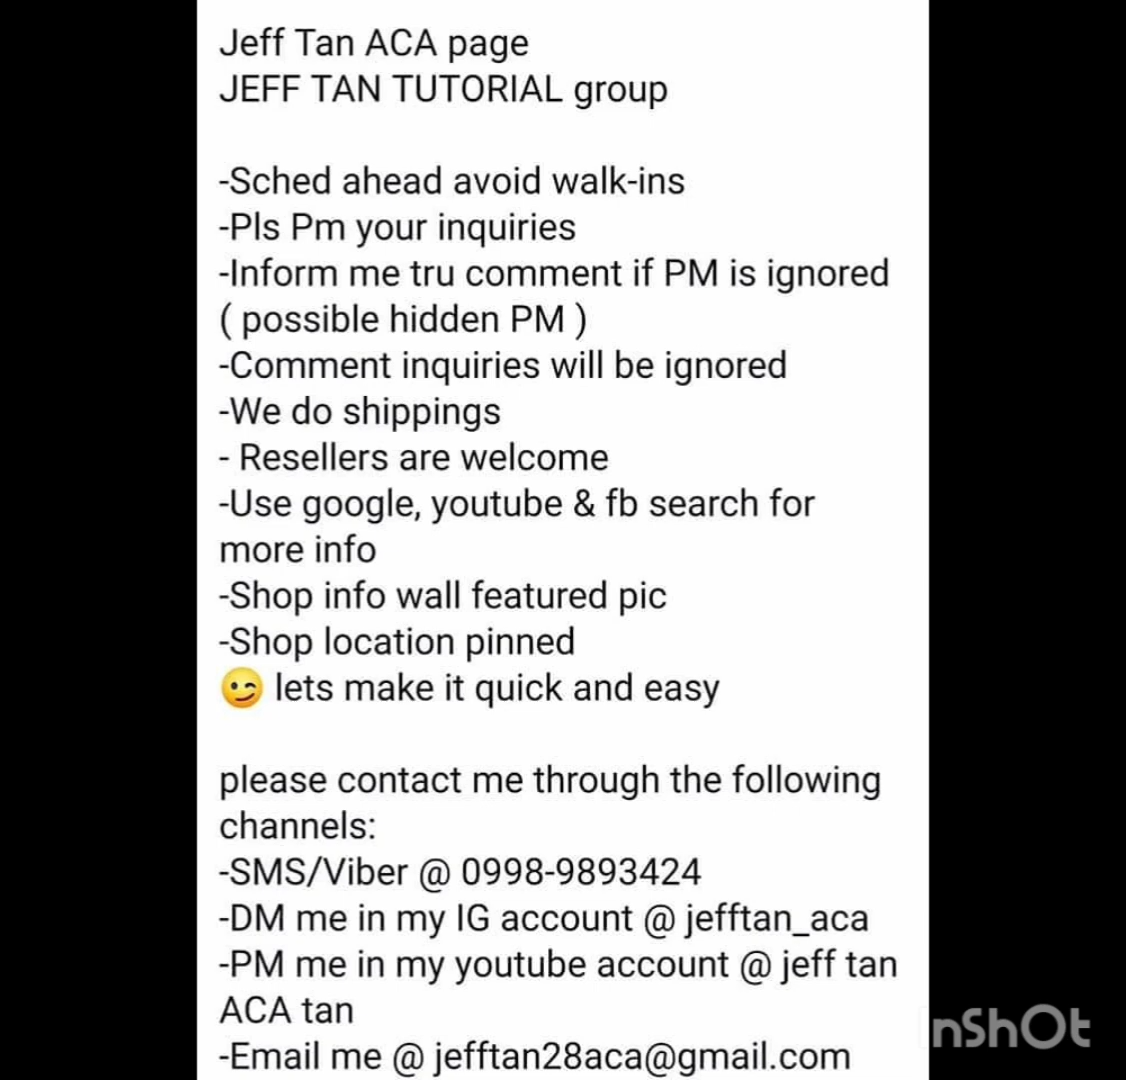 Jeff Tan ACA page
JEFF TAN TUTORIAL group
-Sched ahead avoid walk-ins
-Pls Pm your inquiries
-Inform me tru comment if PM is ignored
( possible hidden PM )
-Comment inquiries will be ignored
-We do shippings
- Resellers are welcome
-Use google, youtube & fb search for
more info
-Shop info wall featured pic
-Shop location pinned
😉 lets make it quick and easy
please contact me through the following
channels:
-SMS/Viber @ 0998-9893424
-DM me in my IG account @ jefftan_aca
-PM me in my youtube account @ jeff tan
ACA tan
-Email me @ jefftan28aca@gmail.com
InShOt